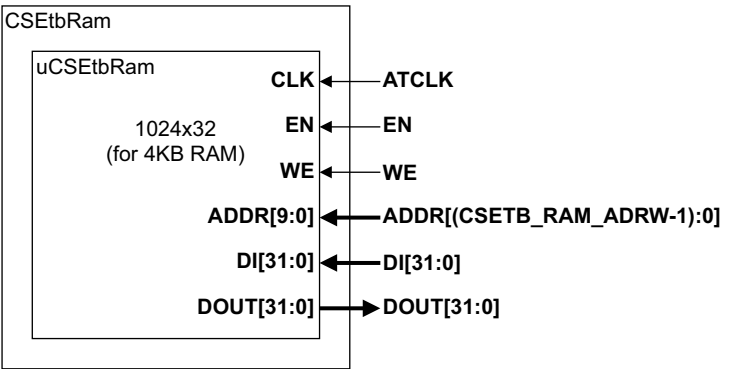 CSEtbRam
uCSEtbRam
1024x32
(for 4KB RAM)
CLK ATCLK
EN EN
WE WE
ADDR[9:0] ADDR[(CSETB_RAM_ADRW-1):0]
DI[31:0] DI[31:0]
DOUT[31:0] DOUT[31:0]